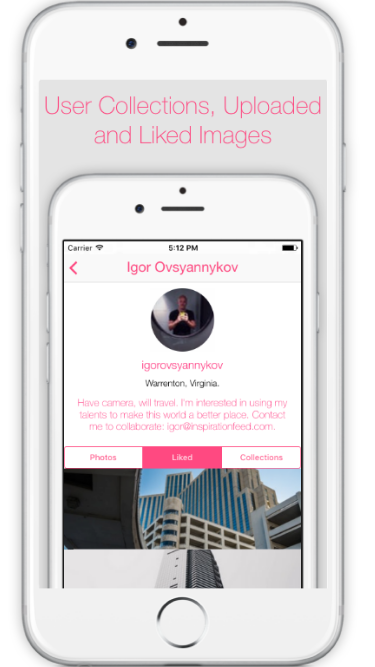 User Collections, Uploaded
and Liked Images
Carrier 5:12 PM
Igor Ovsyannykov
igorovsyannykov
Warrenton, Virginia.
Have camera, will travel. I'm interested in using my
talents to make this world a better place. Contact
me to collaborate: igor@inspirationfeed.com.
Photos Liked Collections